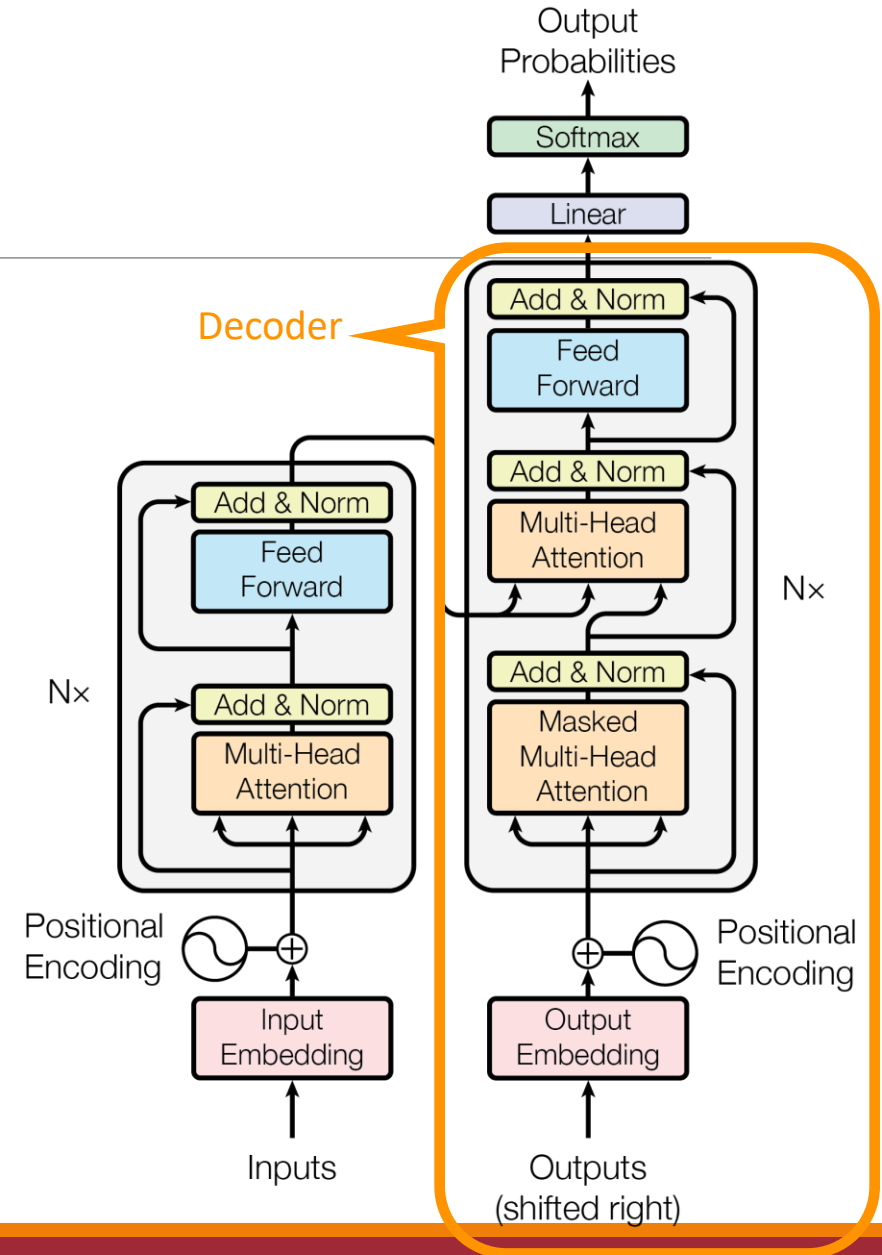 Output
Probabilities
Softmax
Linear
Decoder
Add & Norm
Feed
Forward
Add & Norm
Multi-Head
Attention
N×
Add & Norm
Masked
Multi-Head
Attention
Add & Norm
Feed
Forward
N×
Add & Norm
Multi-Head
Attention
Positional
Encoding
Positional
Encoding
Input
Embedding
Output
Embedding
Inputs
Outputs
(shifted right)